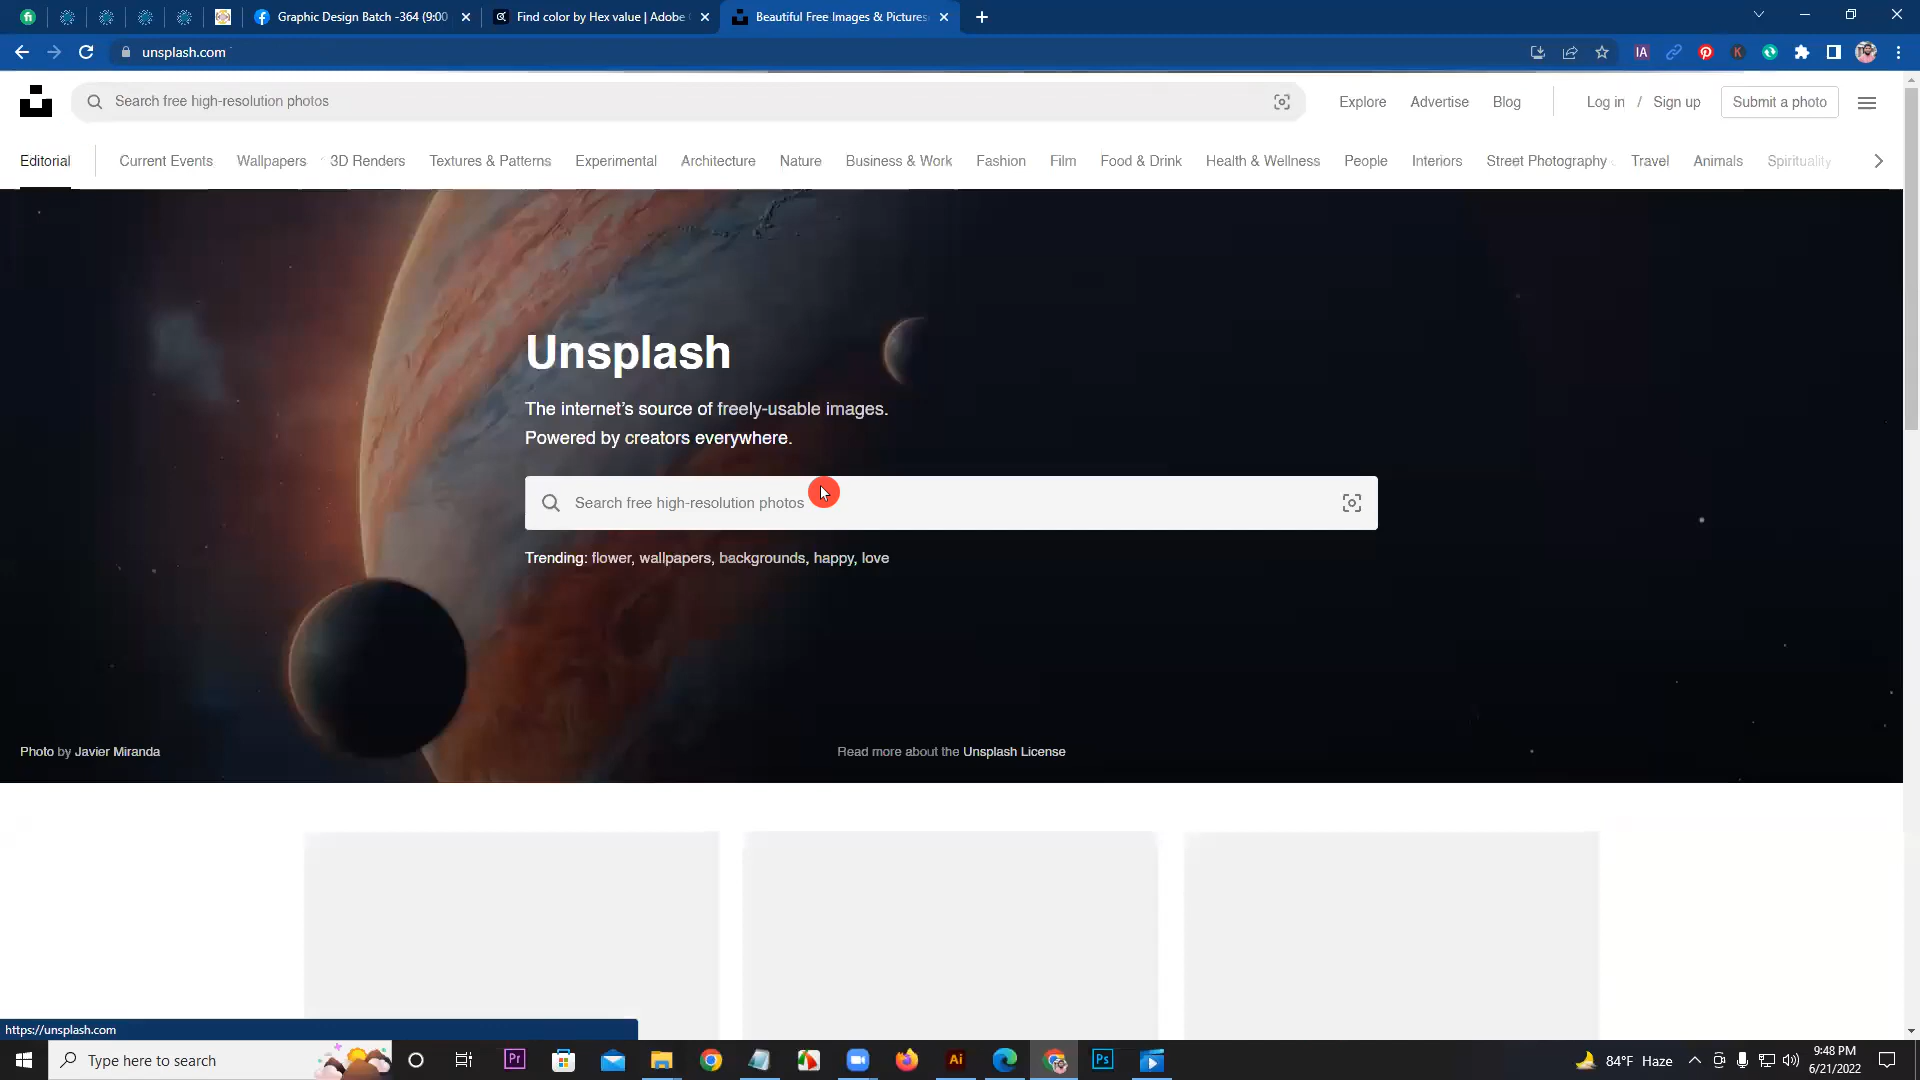 Graphic Design Batch -364 (9:00
Find color by Hex value | Adobe
Beautiful Free Images & Pictures
unsplash.com
IA
K
Search free high-resolution photos
Explore
Advertise
Blog
Log in / Sign up
Submit a photo
Editorial
Current Events
Wallpapers
3D Renders
Textures & Patterns
Experimental
Architecture
Nature
Business & Work
Fashion
Film
Food & Drink
Health & Wellness
People
Interiors
Street Photography
Travel
Animals
Spirituality
Unsplash
The internet’s source of freely-usable images.
Powered by creators everywhere.
Search free high-resolution photos
Trending: flower, wallpapers, backgrounds, happy, love
Photo by Javier Miranda
Read more about the Unsplash License
https://unsplash.com
Type here to search
Pr
Ai
Ps
84°F Haze
9:48 PM
6/21/2022